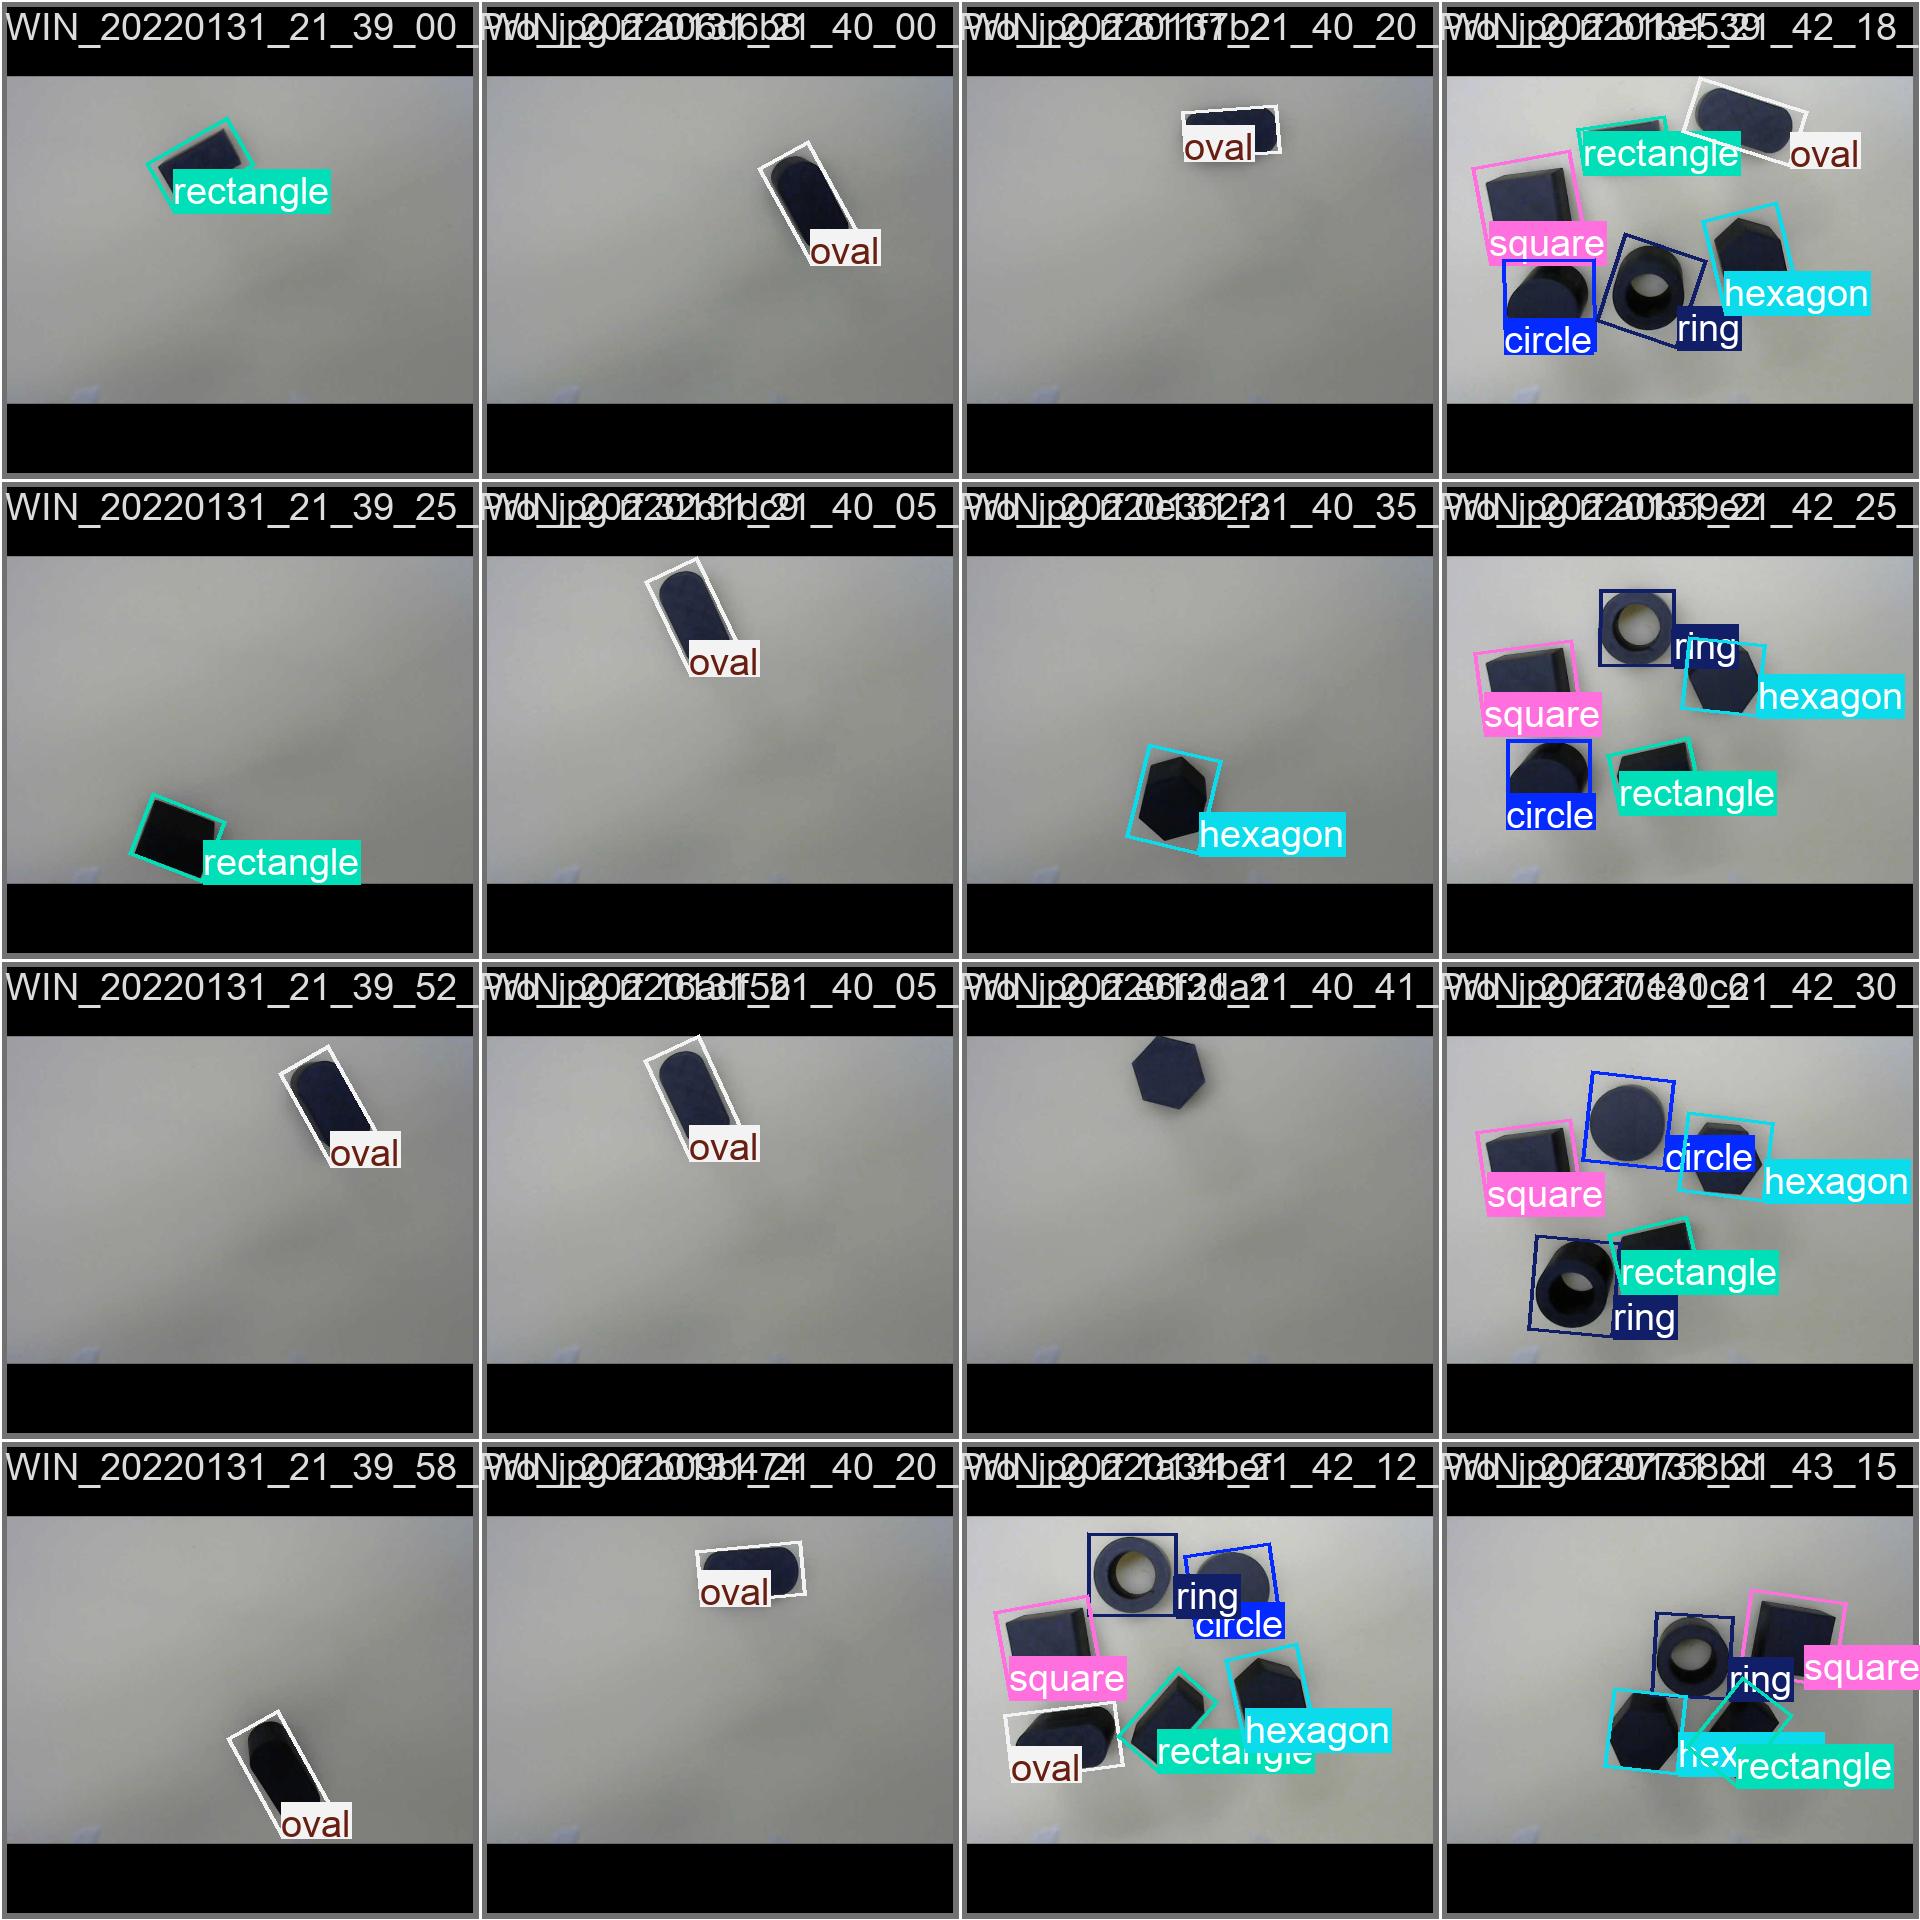 WIN_20220131_21_39_00_
21_40_00_
21_40_20_
21_42_18_
rectangle
oval
oval
rectangle
oval
square
hexagon
circle
ring
WIN_20220131_21_39_25_
21_40_05_
21_40_35_
21_42_25_
rectangle
oval
hexagon
ring
square
hexagon
circle
rectangle
WIN_20220131_21_39_52_
21_40_05_
21_40_41_
21_42_30_
oval
oval
circle
square
hexagon
rectangle
ring
WIN_20220131_21_39_58_
21_40_20_
21_42_12_
21_43_15_
oval
oval
ring
circle
square
hexagon
rectangle
oval
ring
square
rectangle